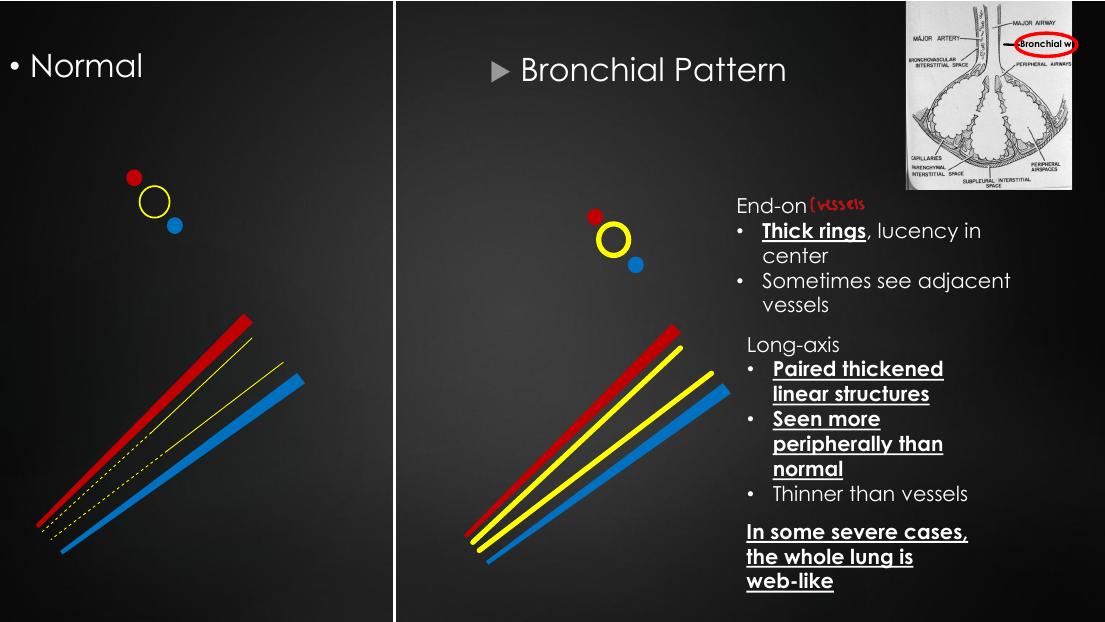 • Normal
Bronchial Pattern
MAJOR AIRWAY
MAJOR ARTERY
Bronchial w
BRONCHOVASCULAR
INTERSTITIAL SPACE
PERIPHERAL AIRWAYS
CAPILLARIES
PARENCHYMAL
INTERSTITIAL SPACE
PERIPHERAL
AIRSPACES
SUBPLEURAL INTERSTITIAL
SPACE
End-on (vessels
• Thick rings, lucency in
center
• Sometimes see adjacent
vessels
Long-axis
• Paired thickened
linear structures
• Seen more
peripherally than
normal
• Thinner than vessels
In some severe cases,
the whole lung is
web-like